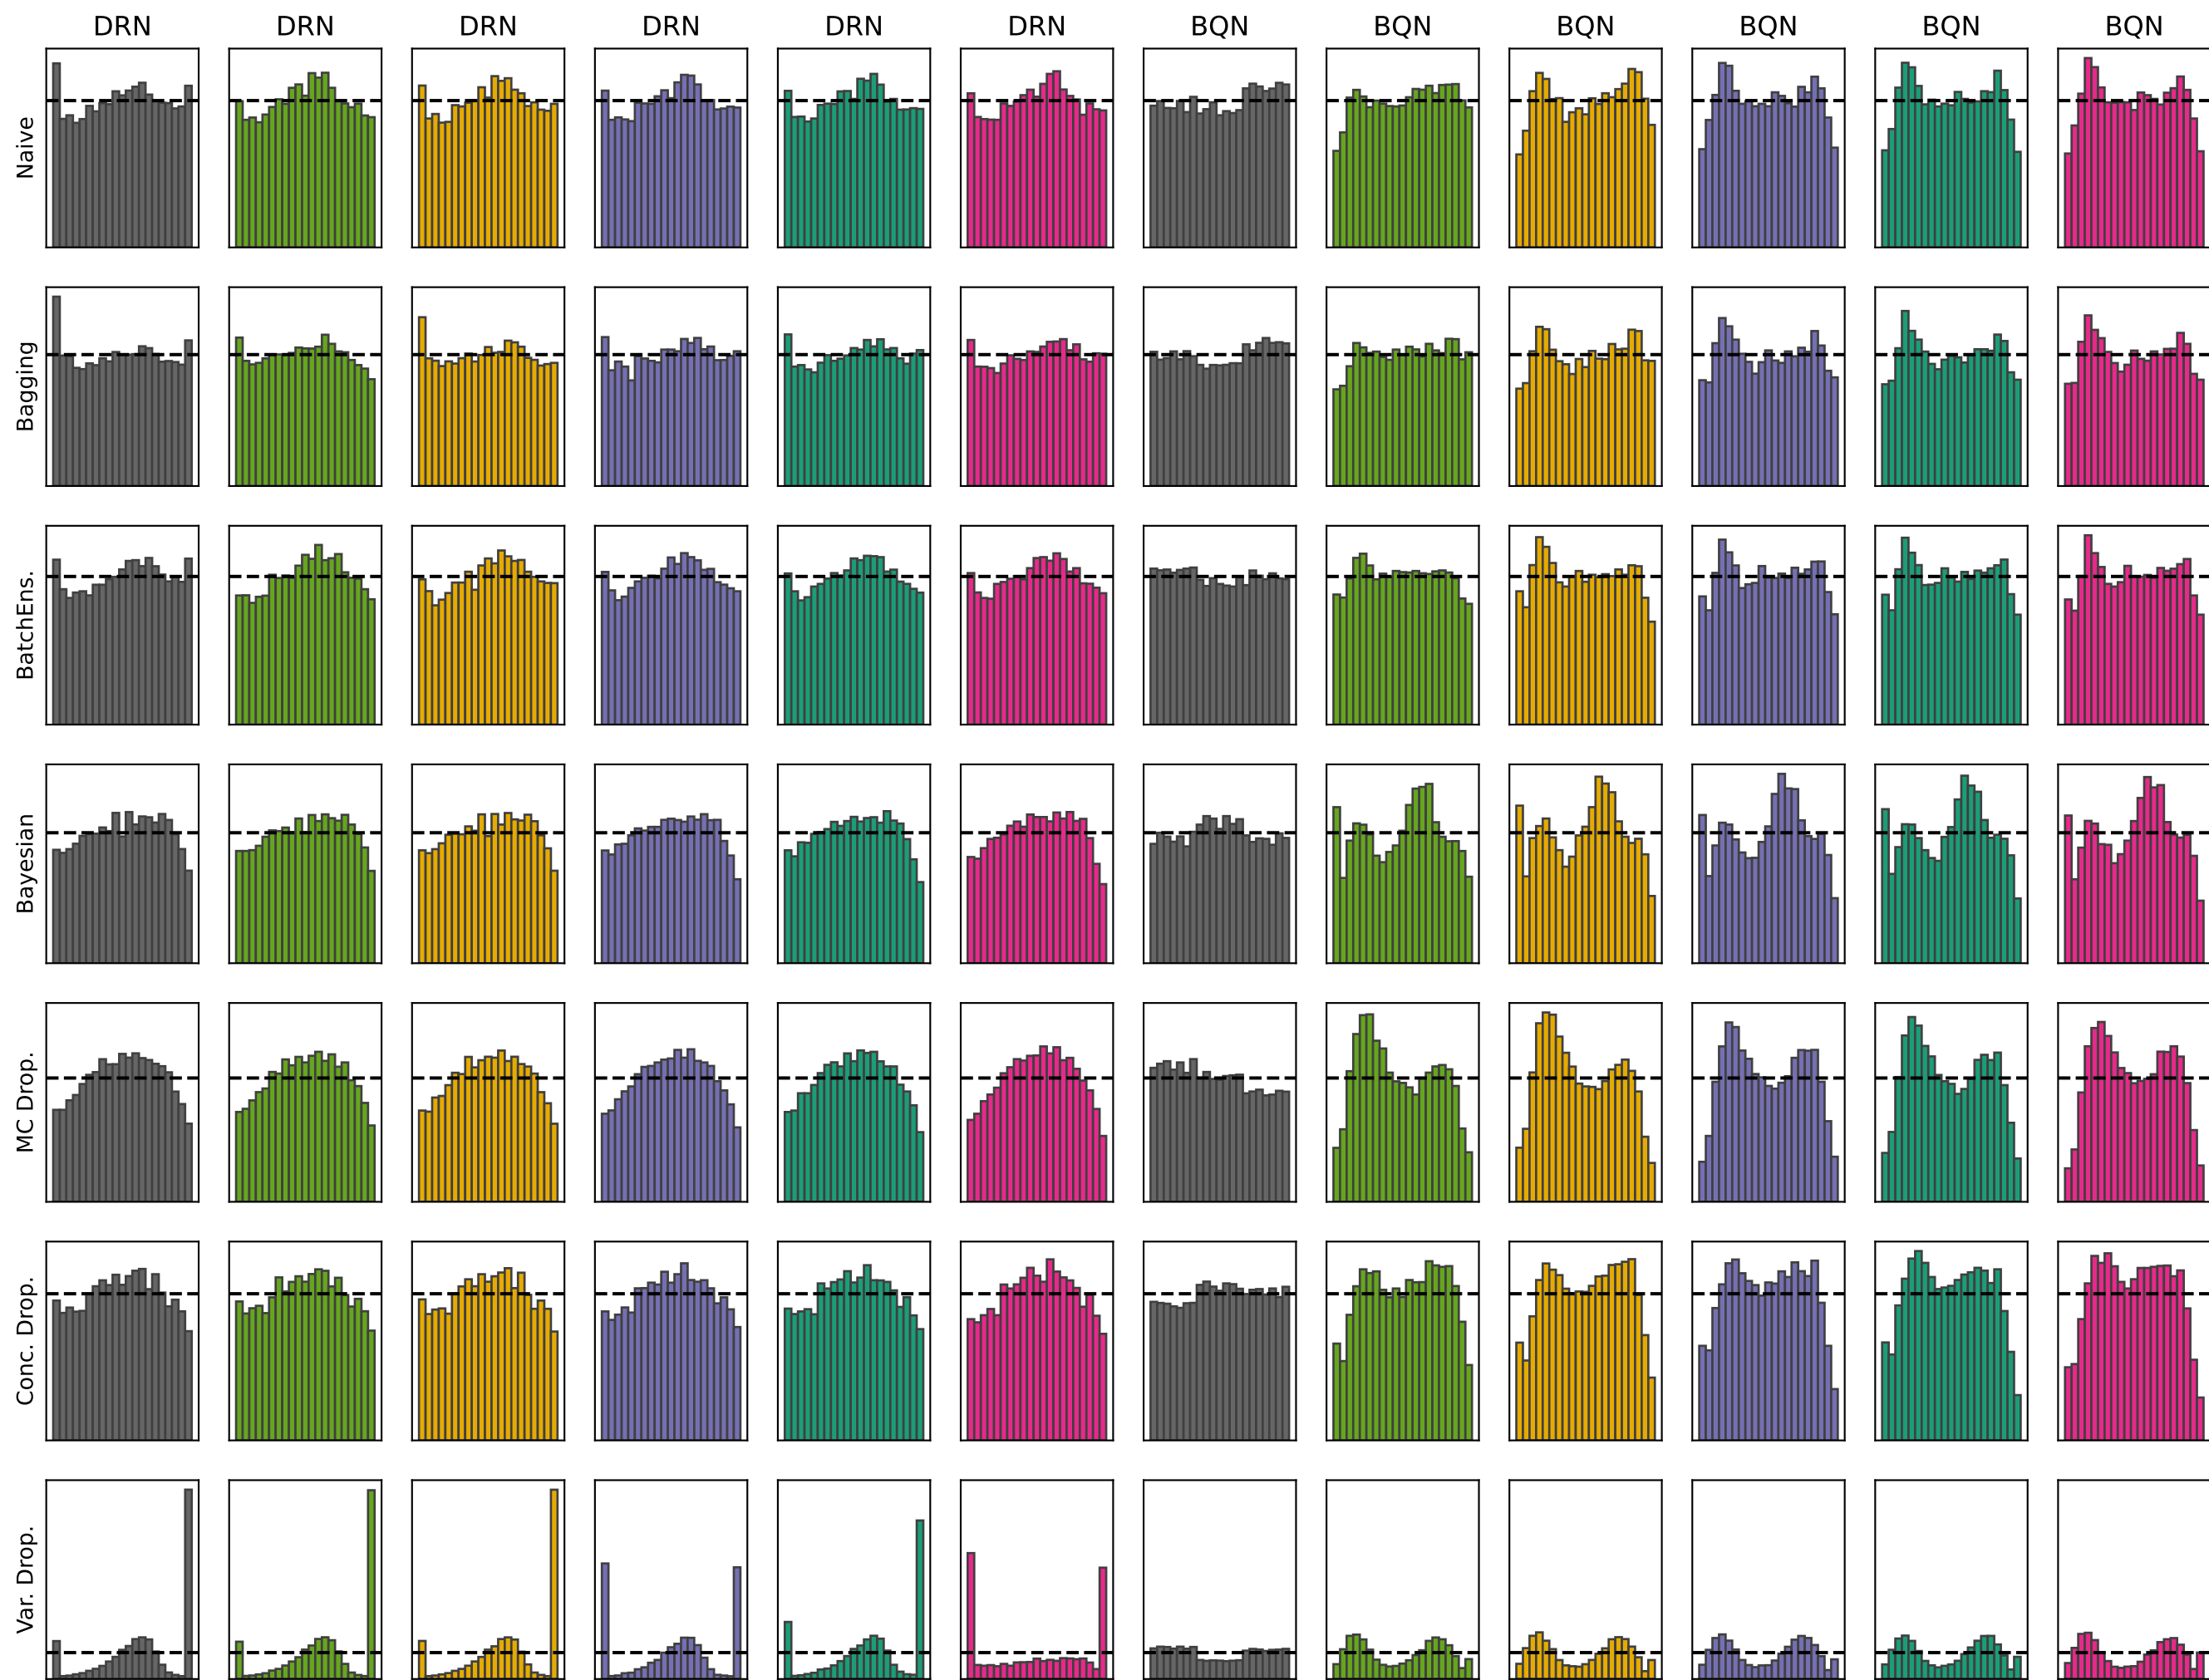 DRN DRN DRN DRN DRN DRN BQN BQN BQN BQN BQN BQN
Naive
Bagging
BatchEns.
Bayesian
MC Drop.
Conc. Drop.
Var. Drop.